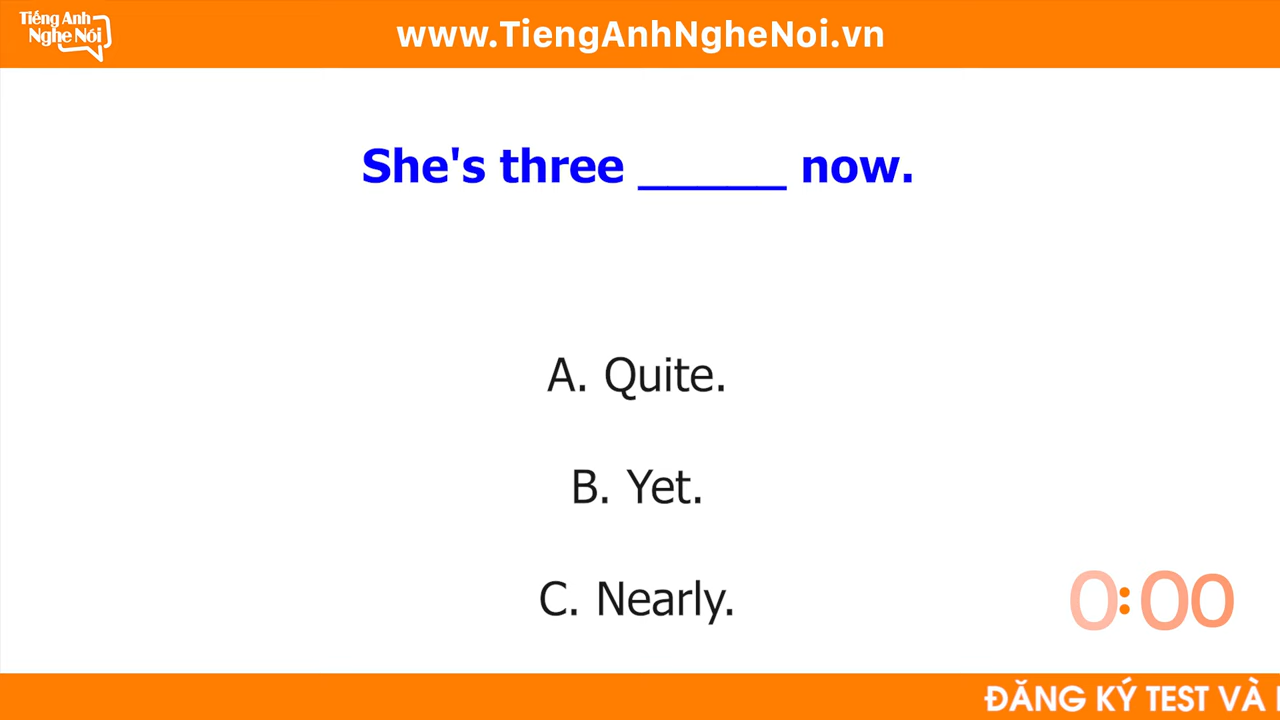 Tiếng Anh
Nghe Nói
www.TiengAnhNgheNoi.vn
She's three _____ now.
A. Quite.
B. Yet.
C. Nearly.
0:00
ĐĂNG KÝ TEST VÀ